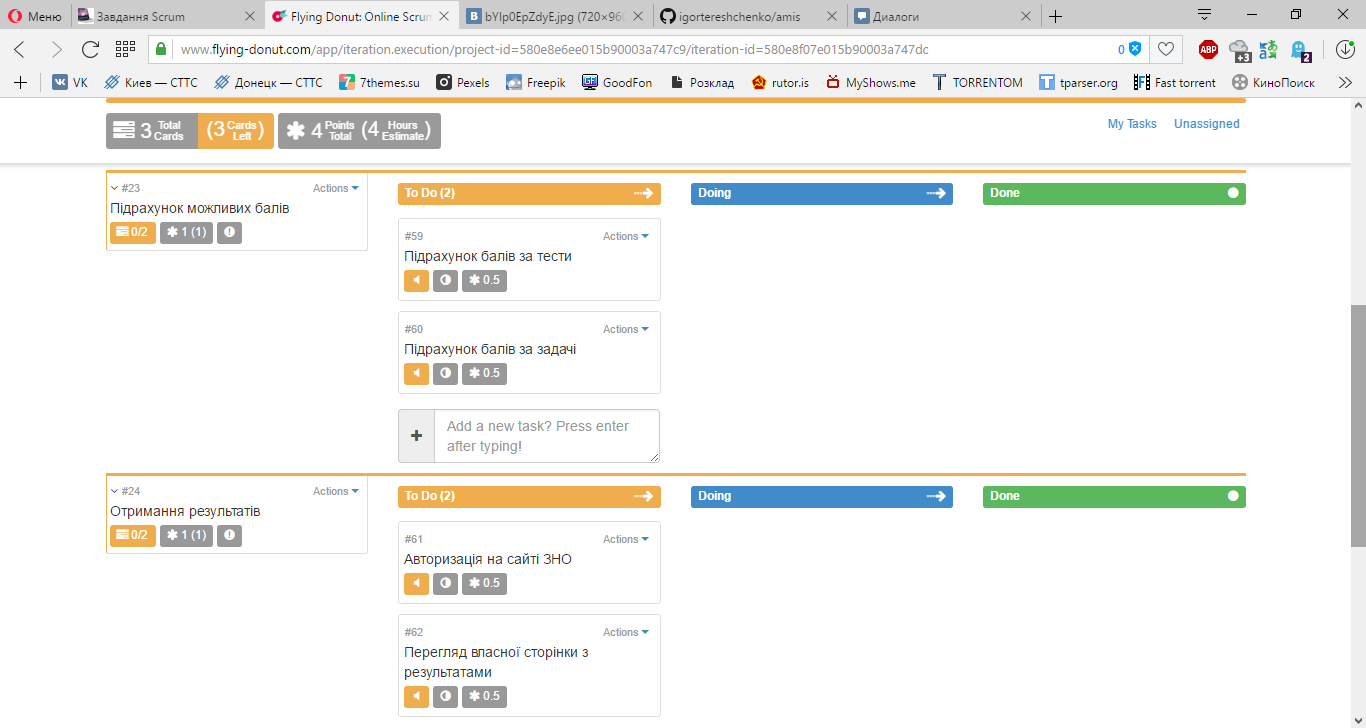 Меню
Завдання Scrum
Flying Donut: Online Scrum
bYIp0EpZdyE.jpg (720×960
igortereshchenko/amis
Диалоги
www.flying-donut.com/app/iteration.execution/project-id=580e8e6ee015b90003a747c9/iteration-id=580e8f07e015b90003a747dc
0
ABP
+3
2
VK
Киев — СТТС
Донецк — СТТС
7themes.su
Pexels
Freepik
GoodFon
Розклад
rutor.is
MyShows.me
TORRENTOM
tparser.org
Fast torrent
КиноПоиск
3 Total Cards
(3 Cards Left)
4 Points Total (4 Hours Estimate)
My Tasks
Unassigned
#23
Actions
Підрахунок можливих балів
0/2
1 (1)
To Do (2)
Doing
Done
#59
Actions
Підрахунок балів за тести
0.5
#60
Actions
Підрахунок балів за задачі
0.5
Add a new task? Press enter
after typing!
#24
Actions
Отримання результатів
0/2
1 (1)
To Do (2)
Doing
Done
#61
Actions
Авторизація на сайті ЗНО
0.5
#62
Actions
Перегляд власної сторінки з
результатами
0.5